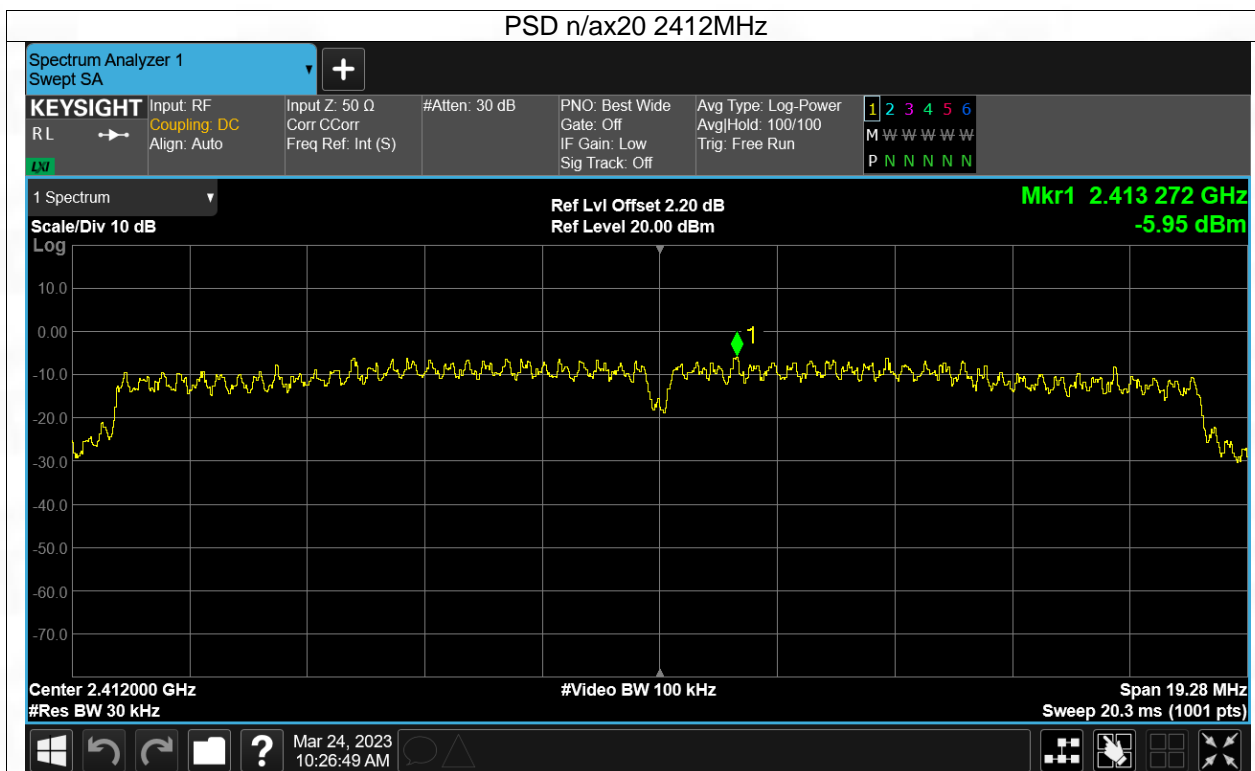 PSD n/ax20 2412MHz
Spectrum Analyzer 1
Swept SA
KEYSIGHT
RL
LXI
Input: RF
Coupling: DC
Align: Auto
Input Z: 50 Ω
Corr CCorr
Freq Ref: Int (S)
#Atten: 30 dB
PNO: Best Wide
Gate: Off
IF Gain: Low
Sig Track: Off
Avg Type: Log-Power
Avg|Hold: 100/100
Trig: Free Run
1 2 3 4 5 6
M W W W W W
P N N N N N
1 Spectrum
Scale/Div 10 dB
Ref Lvl Offset 2.20 dB
Ref Level 20.00 dBm
Mkr1 2.413 272 GHz
-5.95 dBm
Log
10.0
0.00
-10.0
-20.0
-30.0
-40.0
-50.0
-60.0
-70.0
1
Center 2.412000 GHz
#Res BW 30 kHz
#Video BW 100 kHz
Span 19.28 MHz
Sweep 20.3 ms (1001 pts)
?
Mar 24, 2023
10:26:49 AM